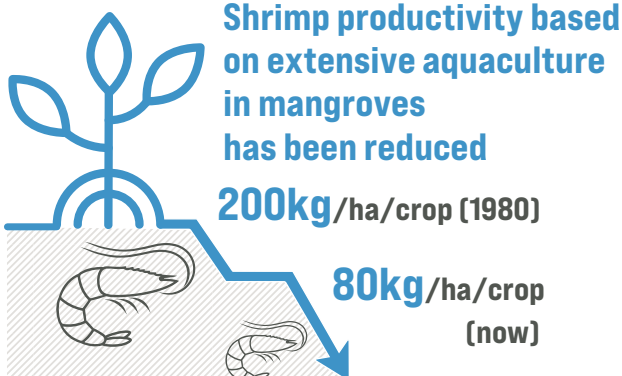 Shrimp productivity based
on extensive aquaculture
in mangroves
has been reduced
200kg/ha/crop (1980)
80kg/ha/crop
(now)